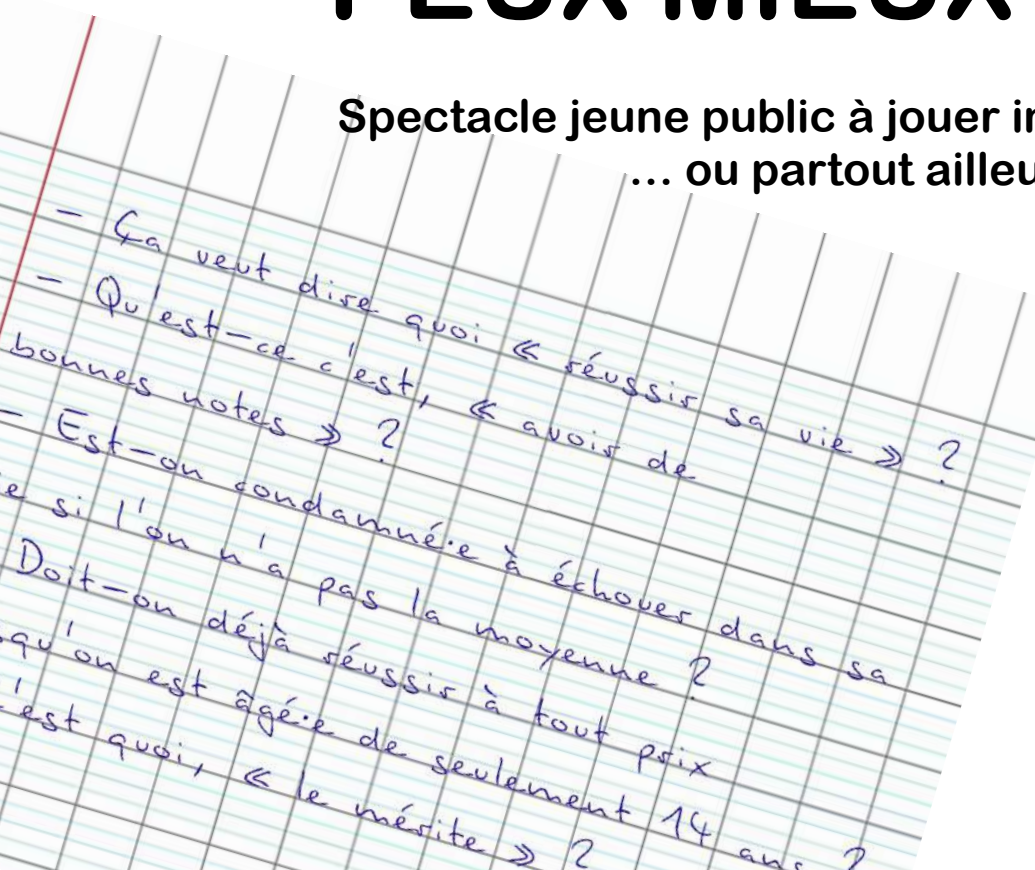 PEUX MIEUX
Spectacle jeune public à jouer
... ou partout
- Ça veut dire quoi « réussir sa vie » ?
- Qu'est-ce c'est, « avoir de
bonnes notes » ?
- Est-on condamné·e à échouer dans sa
si l'on n'a pas la moyenne ?
Doit-on déjà réussir à tout prix
qu'on est âgé·e de seulement 14 ans ?
est quoi, « le mérite » ?